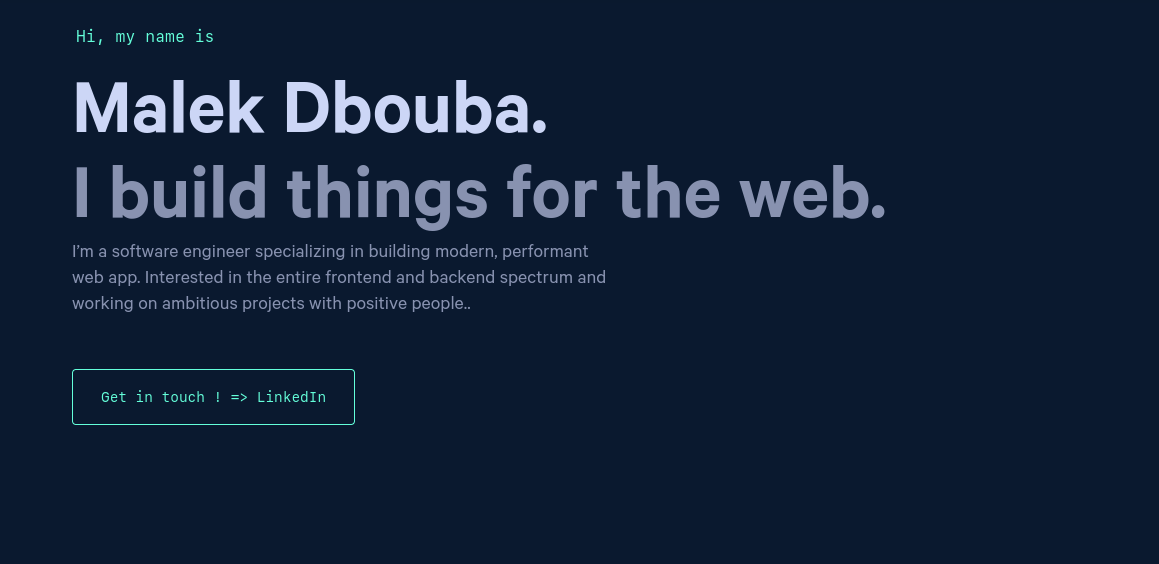 Hi, my name is
Malek Dbouba.
I build things for the web.
I’m a software engineer specializing in building modern, performant
web app. Interested in the entire frontend and backend spectrum and
working on ambitious projects with positive people..
Get in touch ! => LinkedIn